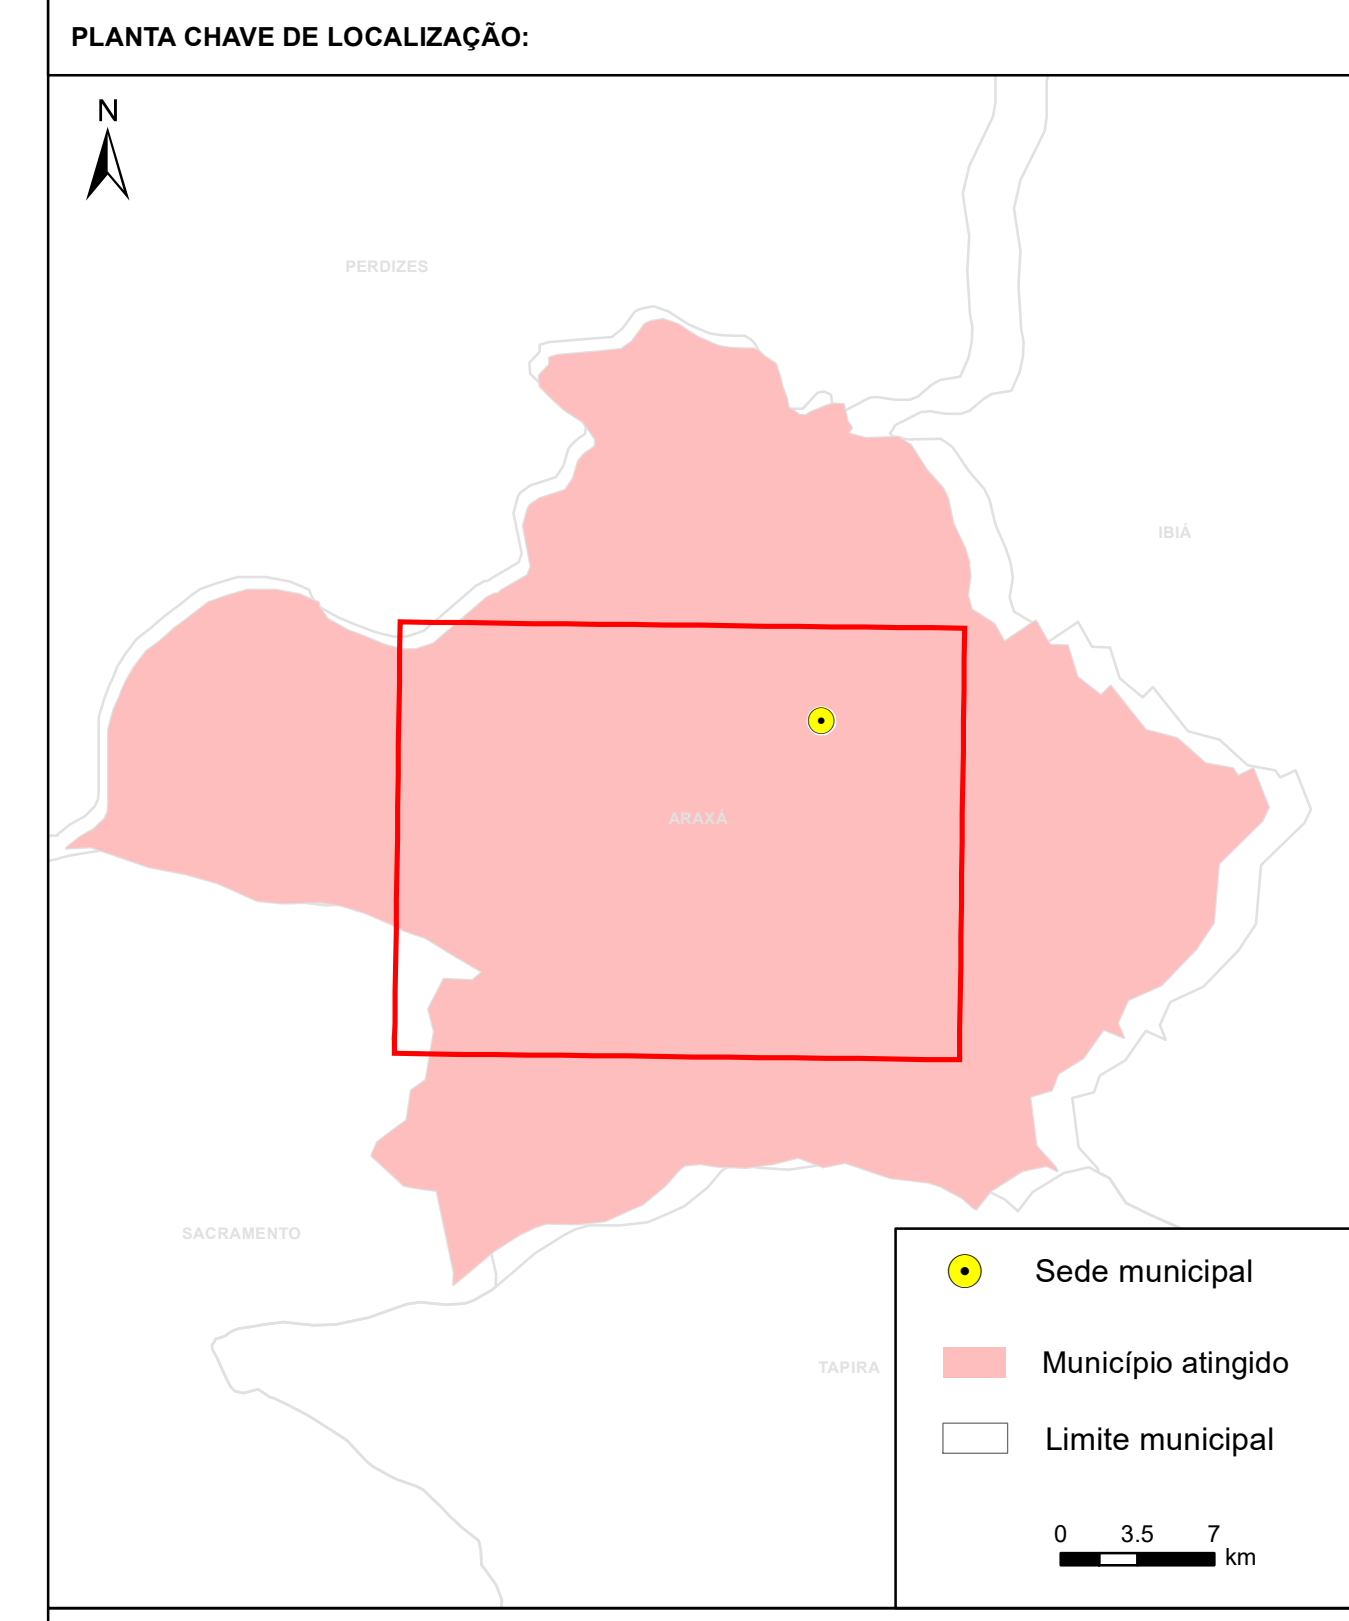 PLANTA CHAVE DE LOCALIZAÇÃO:
N
PERDIZES
IBIÁ
ARAXÁ
SACRAMENTO
TAPIRA
Sede municipal
Município atingido
Limite municipal
0 3.5 7
km